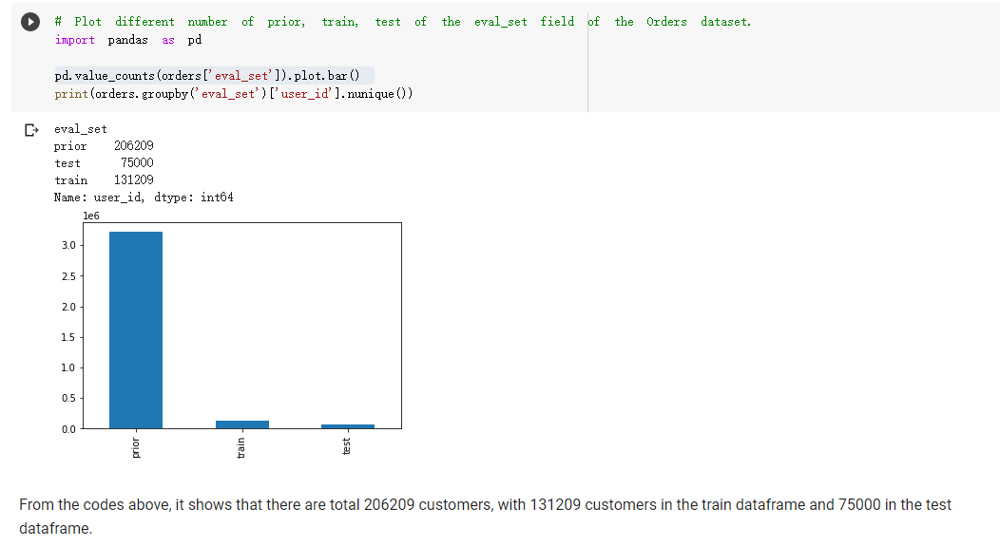 # Plot different number of prior, train, test of the eval_set field of the Orders dataset.
import pandas as pd
pd.value_counts(orders['eval_set']).plot.bar()
print(orders.groupby('eval_set')['user_id'].nunique())
eval_set
prior 206209
test 75000
train 131209
Name: user_id, dtype: int64
1e6
3.0
2.5
2.0
1.5
1.0
0.5
0.0
prior
train
test
From the codes above, it shows that there are total 206209 customers, with 131209 customers in the train dataframe and 75000 in the test
dataframe.